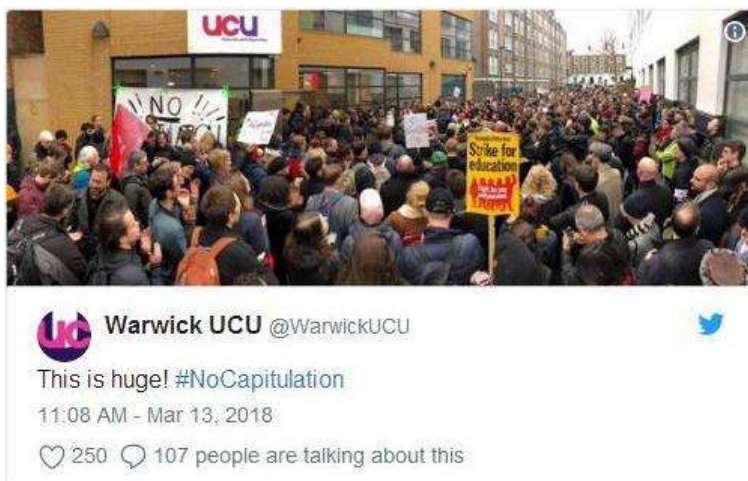 ucu
NO
Strike for
education
Warwick UCU @WarwickUCU
This is huge! #NoCapitulation
11:08 AM - Mar 13, 2018
250 107 people are talking about this